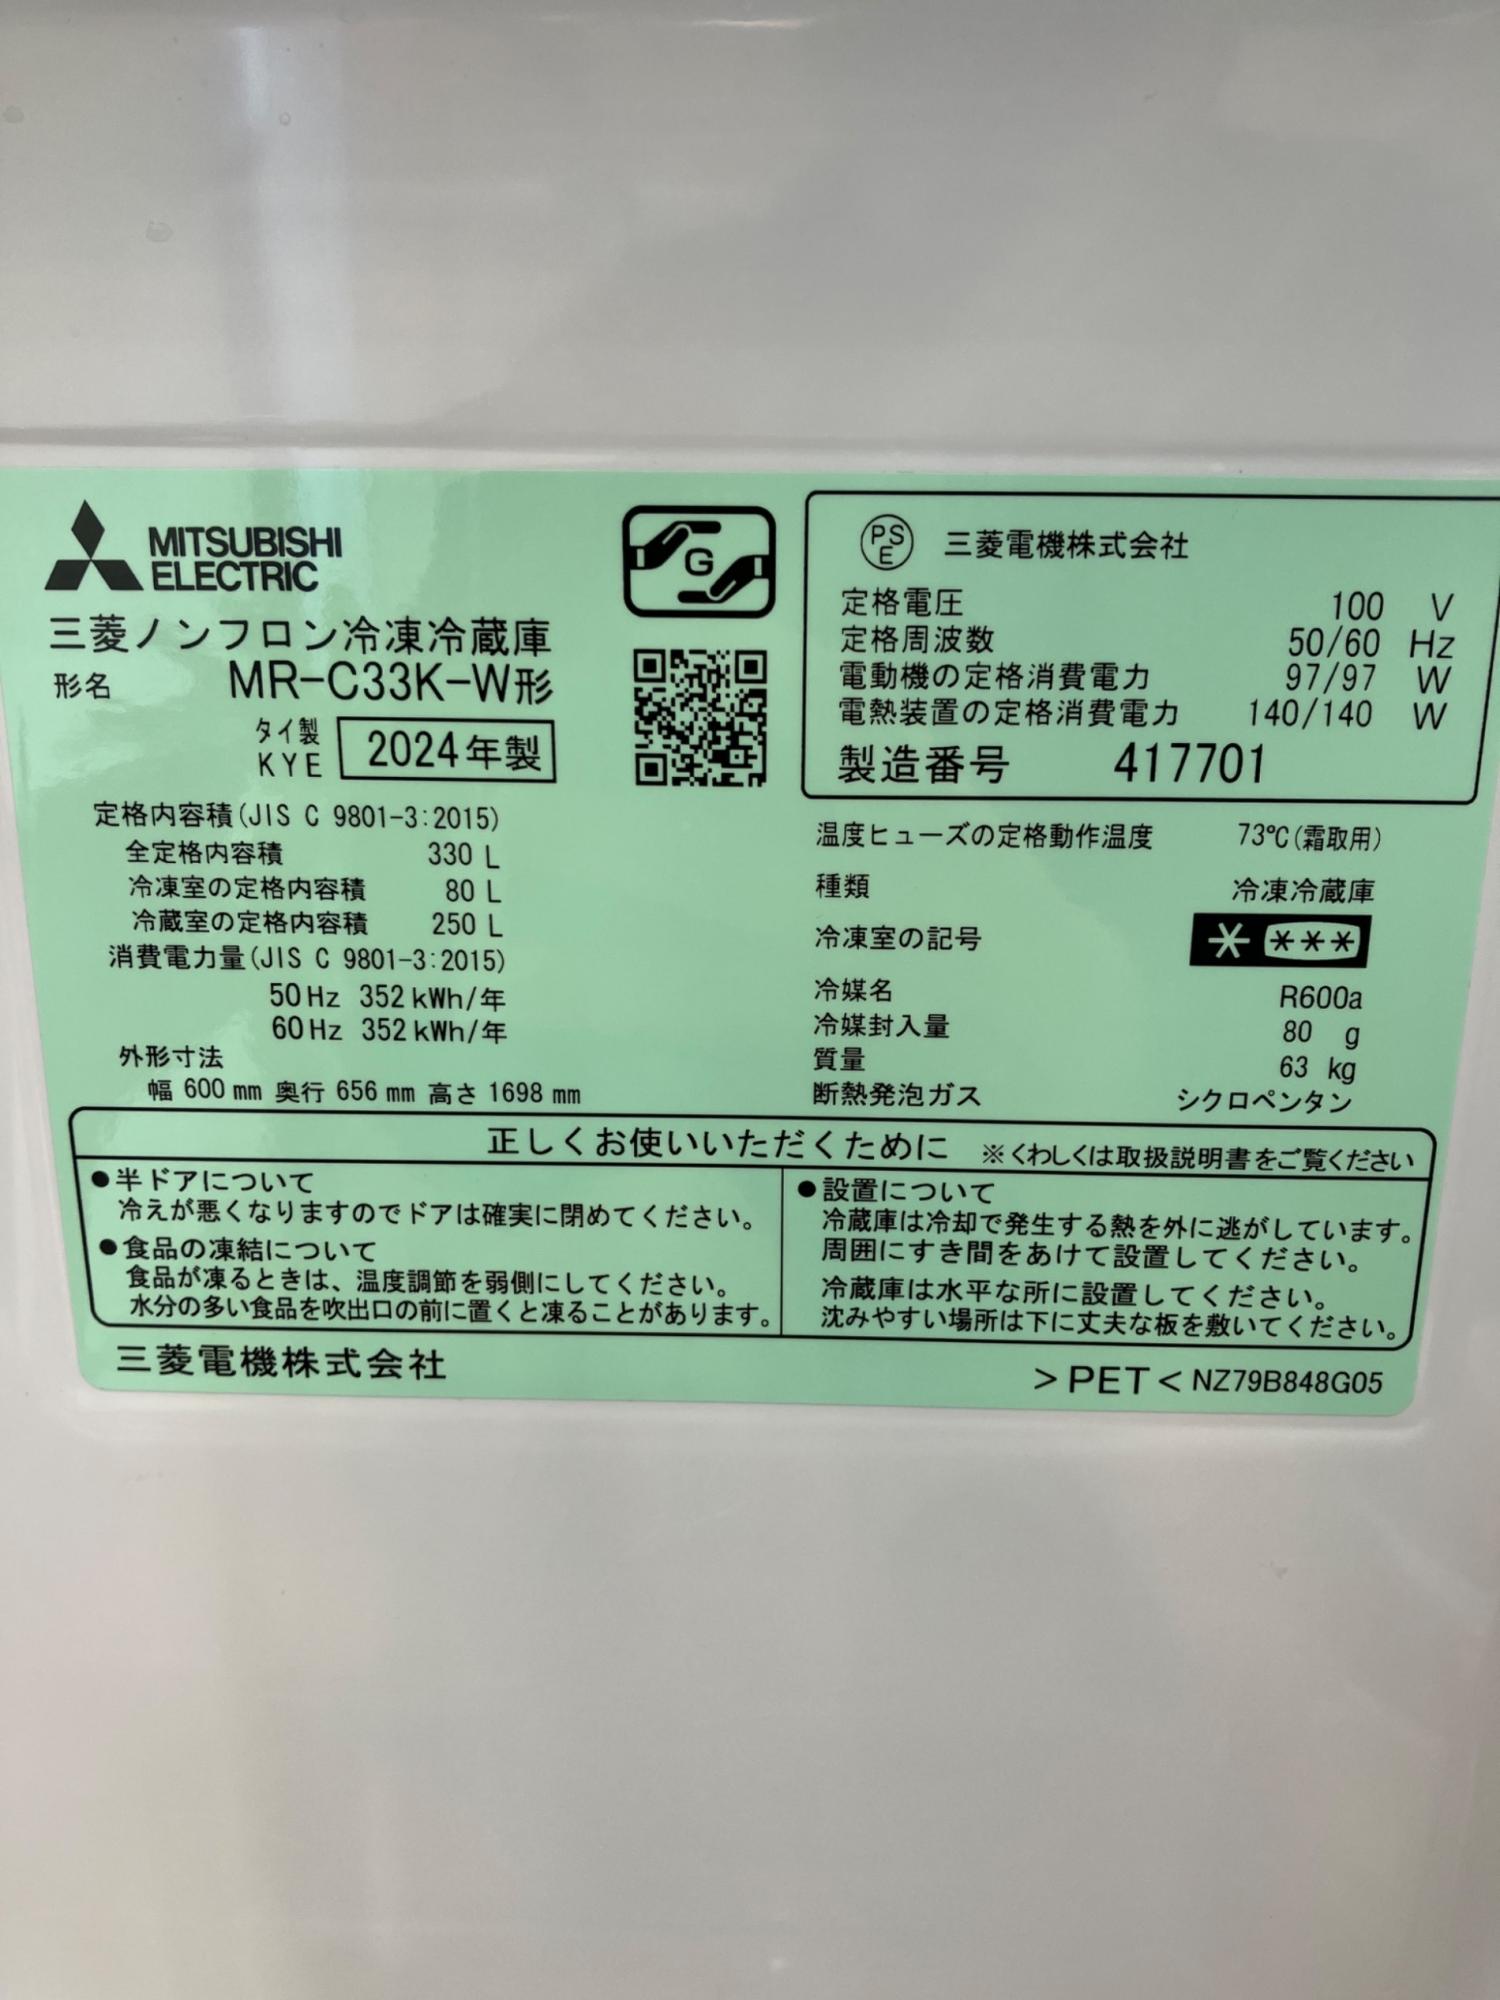 MITSUBISHI
ELECTRIC
三菱ノンフロン冷凍冷蔵庫
形名 MR-C33K-W形
タイ製
KYE
2024年製
定格内容積(JIS C 9801-3:2015)
全定格内容積 330 L
冷凍室の定格内容積 80 L
冷蔵室の定格内容積 250 L
消費電力量(JIS C 9801-3:2015)
50Hz 352kWh/年
60Hz 352kWh/年
外形寸法
幅 600mm 奥行 656mm 高さ 1698mm
G
PSE 三菱電機株式会社
定格電圧 100 V
定格周波数 50/60 Hz
電動機の定格消費電力 97/97 W
電熱装置の定格消費電力 140/140 W
製造番号 417701
温度ヒューズの定格動作温度 73℃(霜取用)
種類 冷凍冷蔵庫
冷凍室の記号 * ***
冷媒名 R600a
冷媒封入量 80 g
質量 63 kg
断熱発泡ガス シクロペンタン
正しくお使いいただくために ※くわしくは取扱説明書をご覧ください
●半ドアについて
冷えが悪くなりますのでドアは確実に閉めてください。
●食品の凍結について
食品が凍るときは、温度調節を弱側にしてください。
水分の多い食品を吹出口の前に置くと凍ることがあります。
●設置について
冷蔵庫は冷却で発生する熱を外に逃がしています。
周囲にすき間をあけて設置してください。
冷蔵庫は水平な所に設置してください。
沈みやすい場所は下に丈夫な板を敷いてください。
三菱電機株式会社
>PET< NZ79B848G05